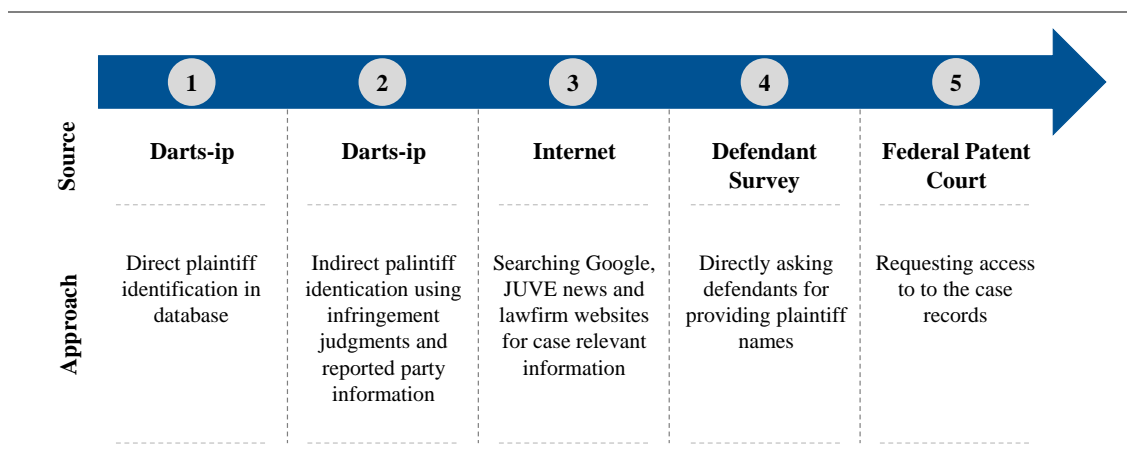 1
2
3
4
5
Source
Darts-ip
Darts-ip
Internet
Defendant
Survey
Federal Patent
Court
Approach
Direct plaintiff
identification in
database
Indirect palintiff
identication using
infringement
judgments and
reported party
information
Searching Google,
JUVE news and
lawfirm websites
for case relevant
information
Directly asking
defendants for
providing plaintiff
names
Requesting access
to to the case
records